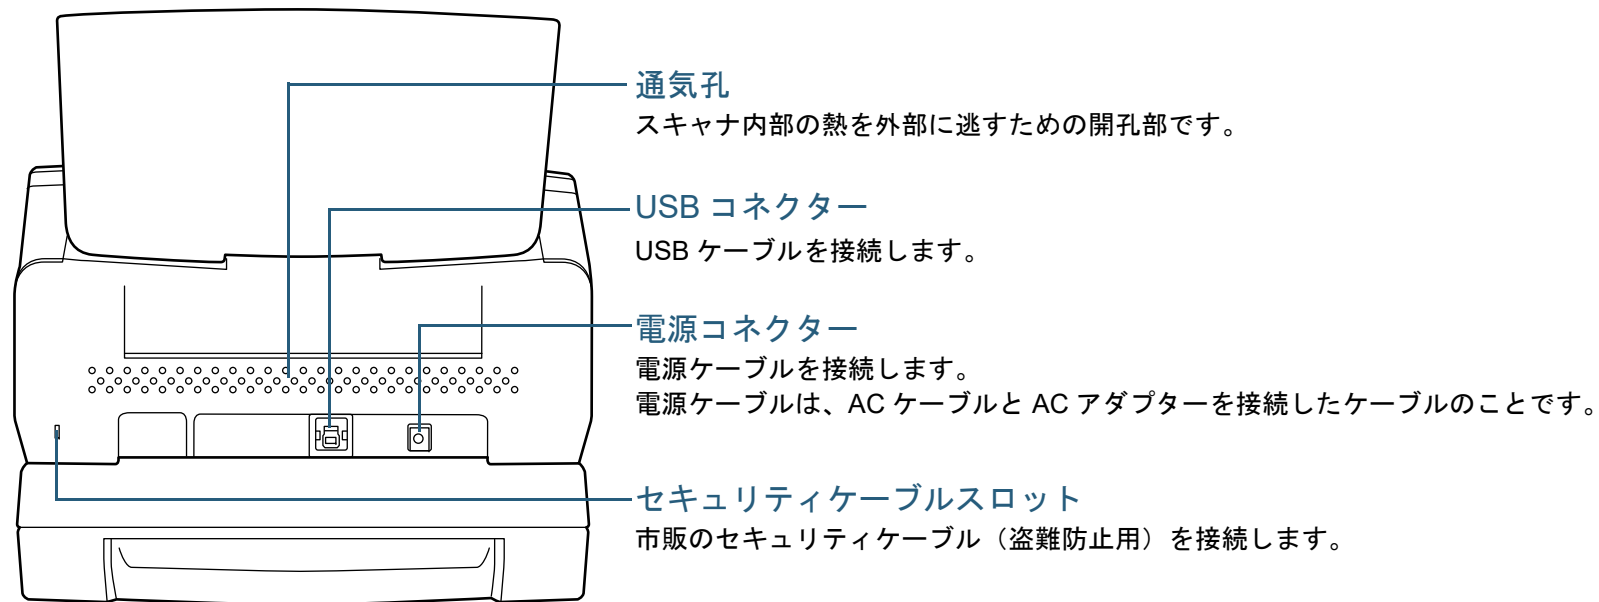 通気孔
スキャナ内部の熱を外部に逃すための開孔部です。
USB コネクター
USB ケーブルを接続します。
電源コネクター
電源ケーブルを接続します。
電源ケーブルは、AC ケーブルと AC アダプターを接続したケーブルのことです。
セキュリティケーブルスロット
市販のセキュリティケーブル（盗難防止用）を接続します。